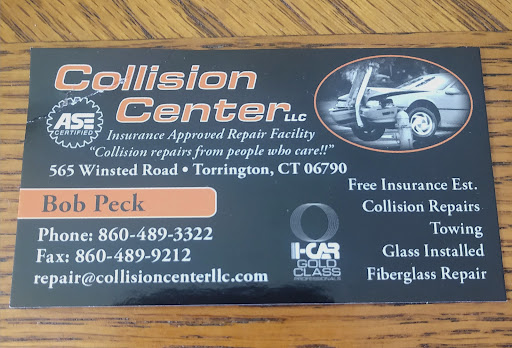 Collision
Center LLC
ASE
CERTIFIED
Insurance Approved Repair Facility
"Collision repairs from people who care!!"
565 Winsted Road • Torrington, CT 06790
Bob Peck
Phone: 860-489-3322
Fax: 860-489-9212
repair@collisioncenterllc.com
I-CAR
GOLD
CLASS
PROFESSIONALS
Free Insurance Est.
Collision Repairs
Towing
Glass Installed
Fiberglass Repair